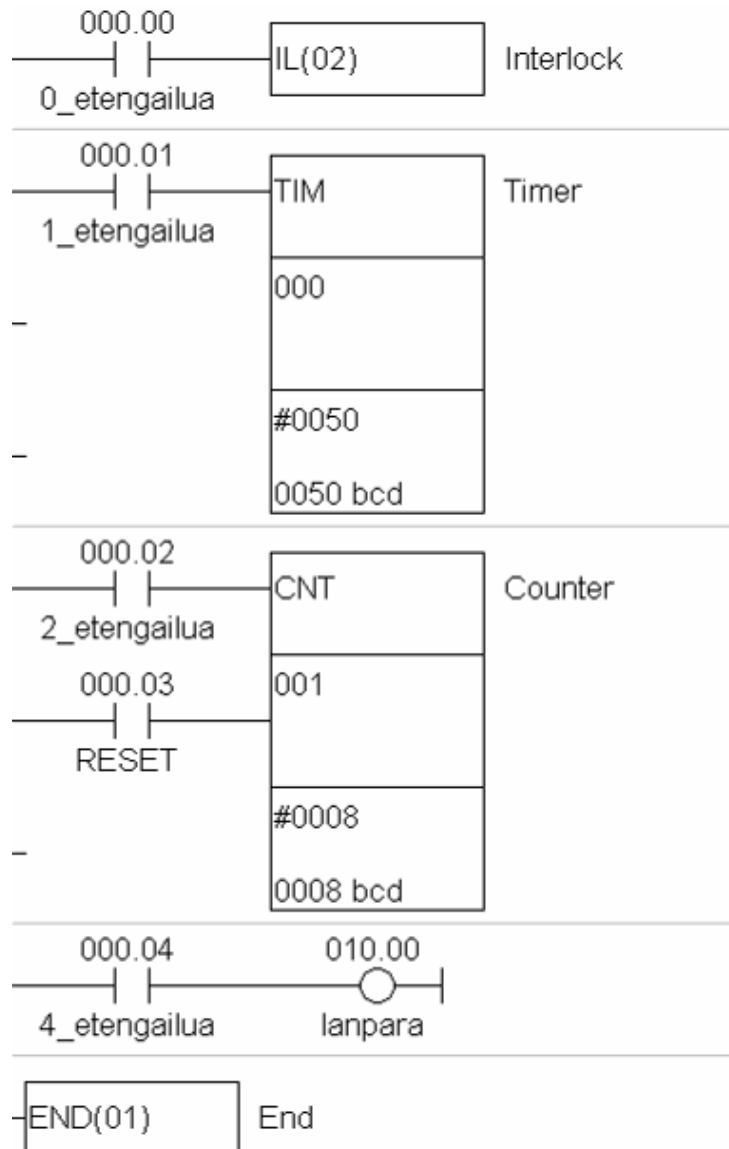 000.00
IL(02) Interlock
0_etengailua
000.01
TIM Timer
1_etengailua
000
#0050
0050 bcd
000.02
CNT Counter
2_etengailua
000.03
001
RESET
#0008
0008 bcd
000.04 010.00
4_etengailua lanpara
END(01) End